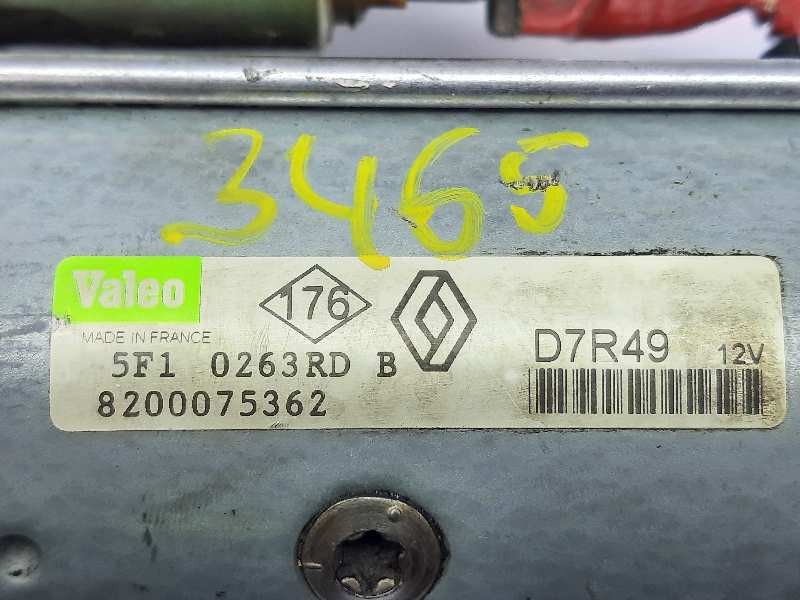 3465
Valeo 176
MADE IN FRANCE
5F1 0263RD B
8200075362
D7R49 12V